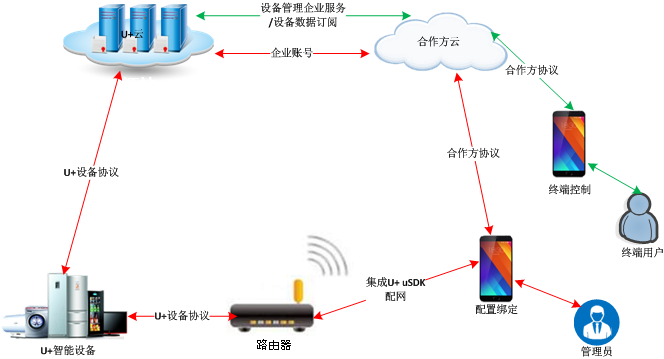 设备管理企业服务
/设备数据订阅
U+云
企业账号
合作方云
合作方协议
U+设备协议
合作方协议
终端控制
终端用户
集成U+ uSDK
配网
配置绑定
U+设备协议
U+智能设备
路由器
管理员